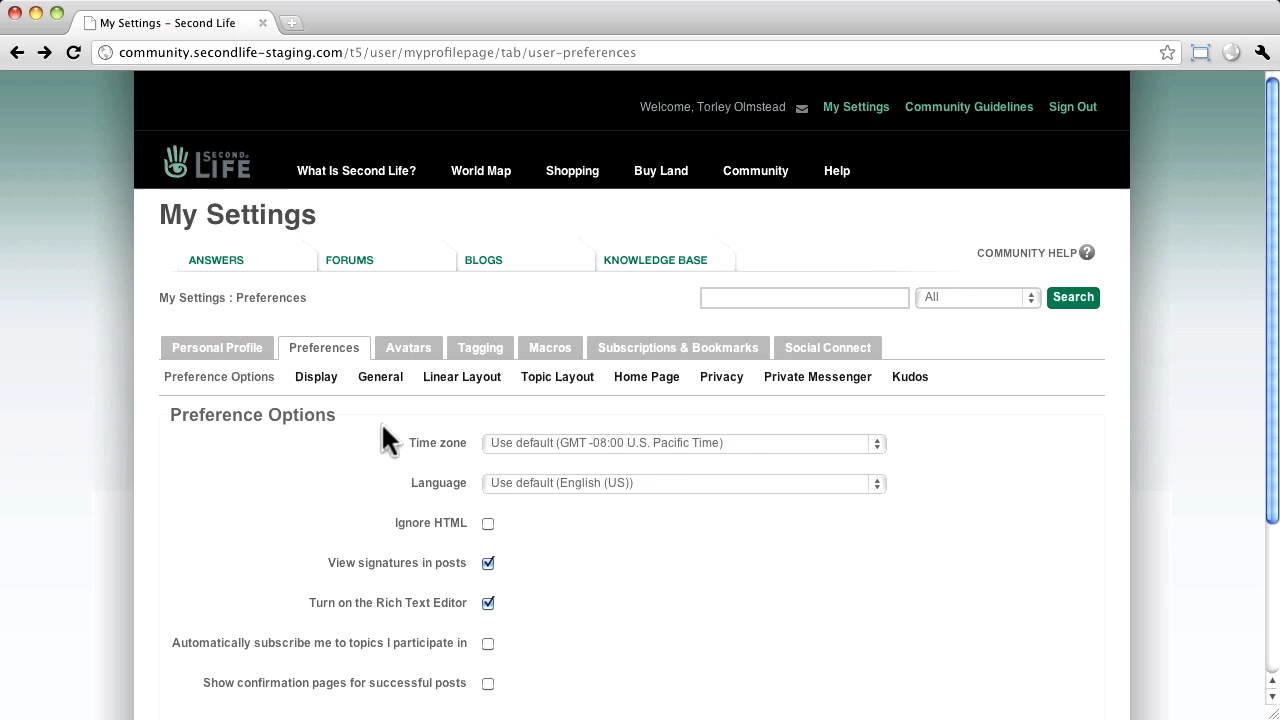 My Settings – Second Life
community.secondlife-staging.com/t5/user/myprofilepage/tab/user-preferences
Welcome, Torley Olmstead My Settings Community Guidelines Sign Out
SECOND LIFE What Is Second Life? World Map Shopping Buy Land Community Help
My Settings
ANSWERS FORUMS BLOGS KNOWLEDGE BASE COMMUNITY HELP ?
My Settings : Preferences All Search
Personal Profile Preferences Avatars Tagging Macros Subscriptions & Bookmarks Social Connect
Preference Options Display General Linear Layout Topic Layout Home Page Privacy Private Messenger Kudos
Preference Options
Time zone Use default (GMT -08:00 U.S. Pacific Time)
Language Use default (English (US))
Ignore HTML
View signatures in posts
Turn on the Rich Text Editor
Automatically subscribe me to topics I participate in
Show confirmation pages for successful posts